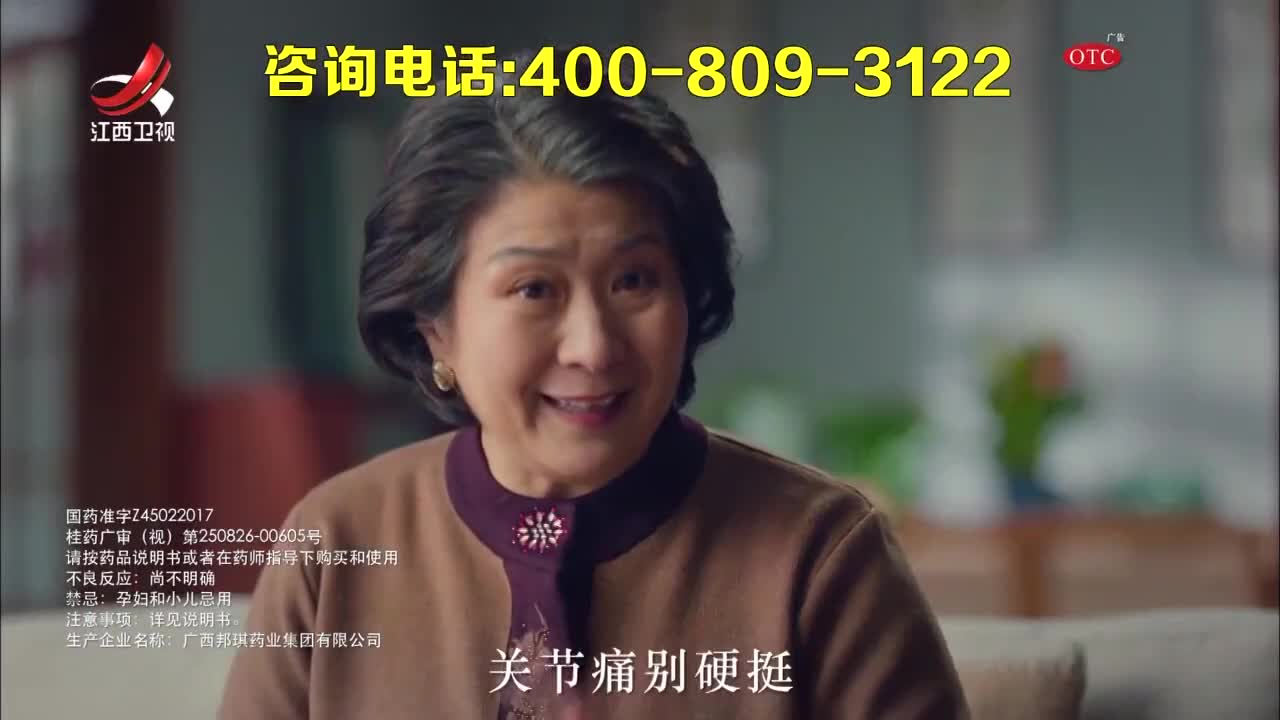 咨询电话:400-809-3122
广告
OTC
江西卫视
国药准字Z45022017
桂药广审（视）第250826-00605号
请按药品说明书或者在药师指导下购买和使用
不良反应：尚不明确
禁忌：孕妇和小儿忌用
注意事项：详见说明书。
生产企业名称：广西邦琪药业集团有限公司
关节痛别硬挺